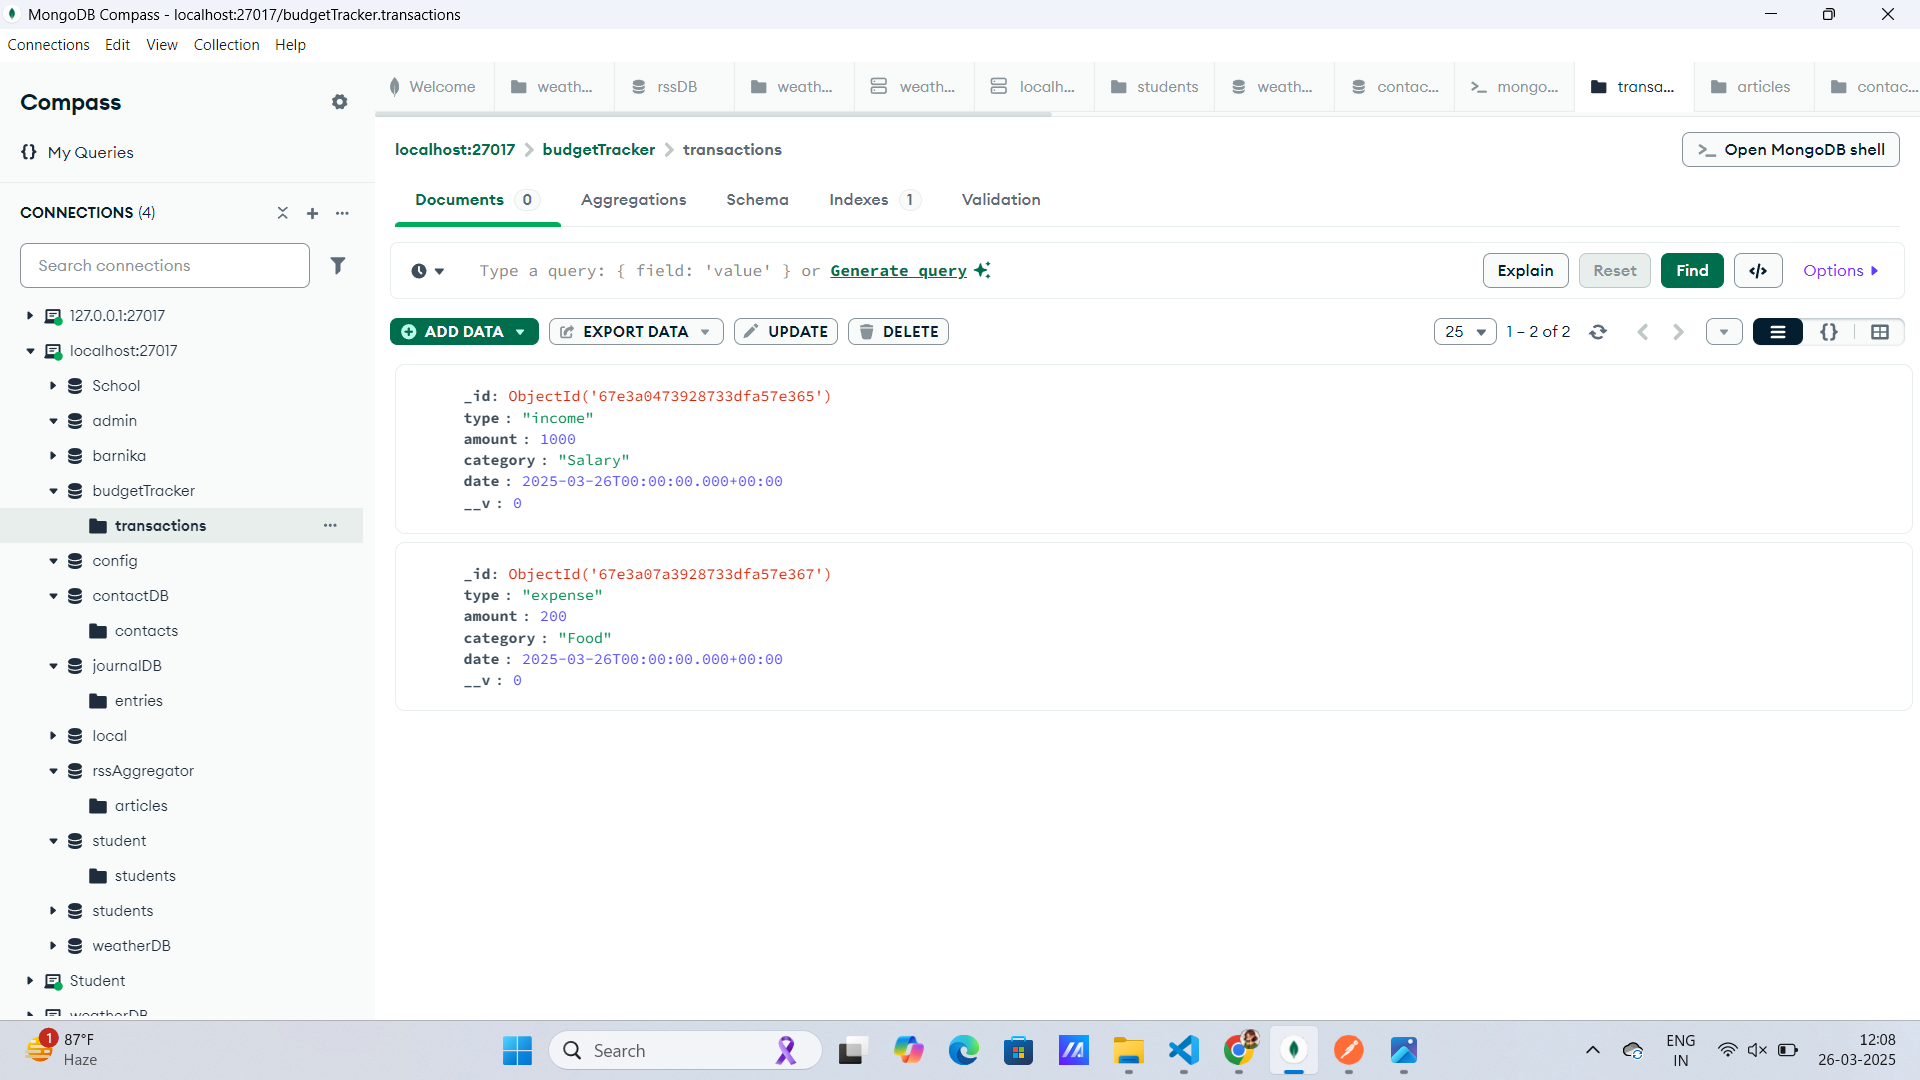 MongoDB Compass - localhost:27017/budgetTracker.transactions
Connections Edit View Collection Help
Compass
My Queries
CONNECTIONS (4)
Search connections
127.0.0.1:27017
localhost:27017
School
admin
barnika
budgetTracker
transactions
config
contactDB
contacts
journalDB
entries
local
rssAggregator
articles
student
students
students
weatherDB
Student
weatherDB
Welcome weath... rssDB weath... weath... localh... students weath... contac... mongo... transa... articles contac...
localhost:27017 budgetTracker transactions
>_ Open MongoDB shell
Documents 0 Aggregations Schema Indexes 1 Validation
Type a query: { field: 'value' } or Generate query
Explain Reset Find </> Options
ADD DATA EXPORT DATA UPDATE DELETE
25 1 – 2 of 2 {}
_id: ObjectId('67e3a0473928733dfa57e365')
type : "income"
amount : 1000
category : "Salary"
date : 2025-03-26T00:00:00.000+00:00
__v : 0
_id: ObjectId('67e3a07a3928733dfa57e367')
type : "expense"
amount : 200
category : "Food"
date : 2025-03-26T00:00:00.000+00:00
__v : 0
1
87°F
Haze
Search
ENG
IN
12:08
26-03-2025